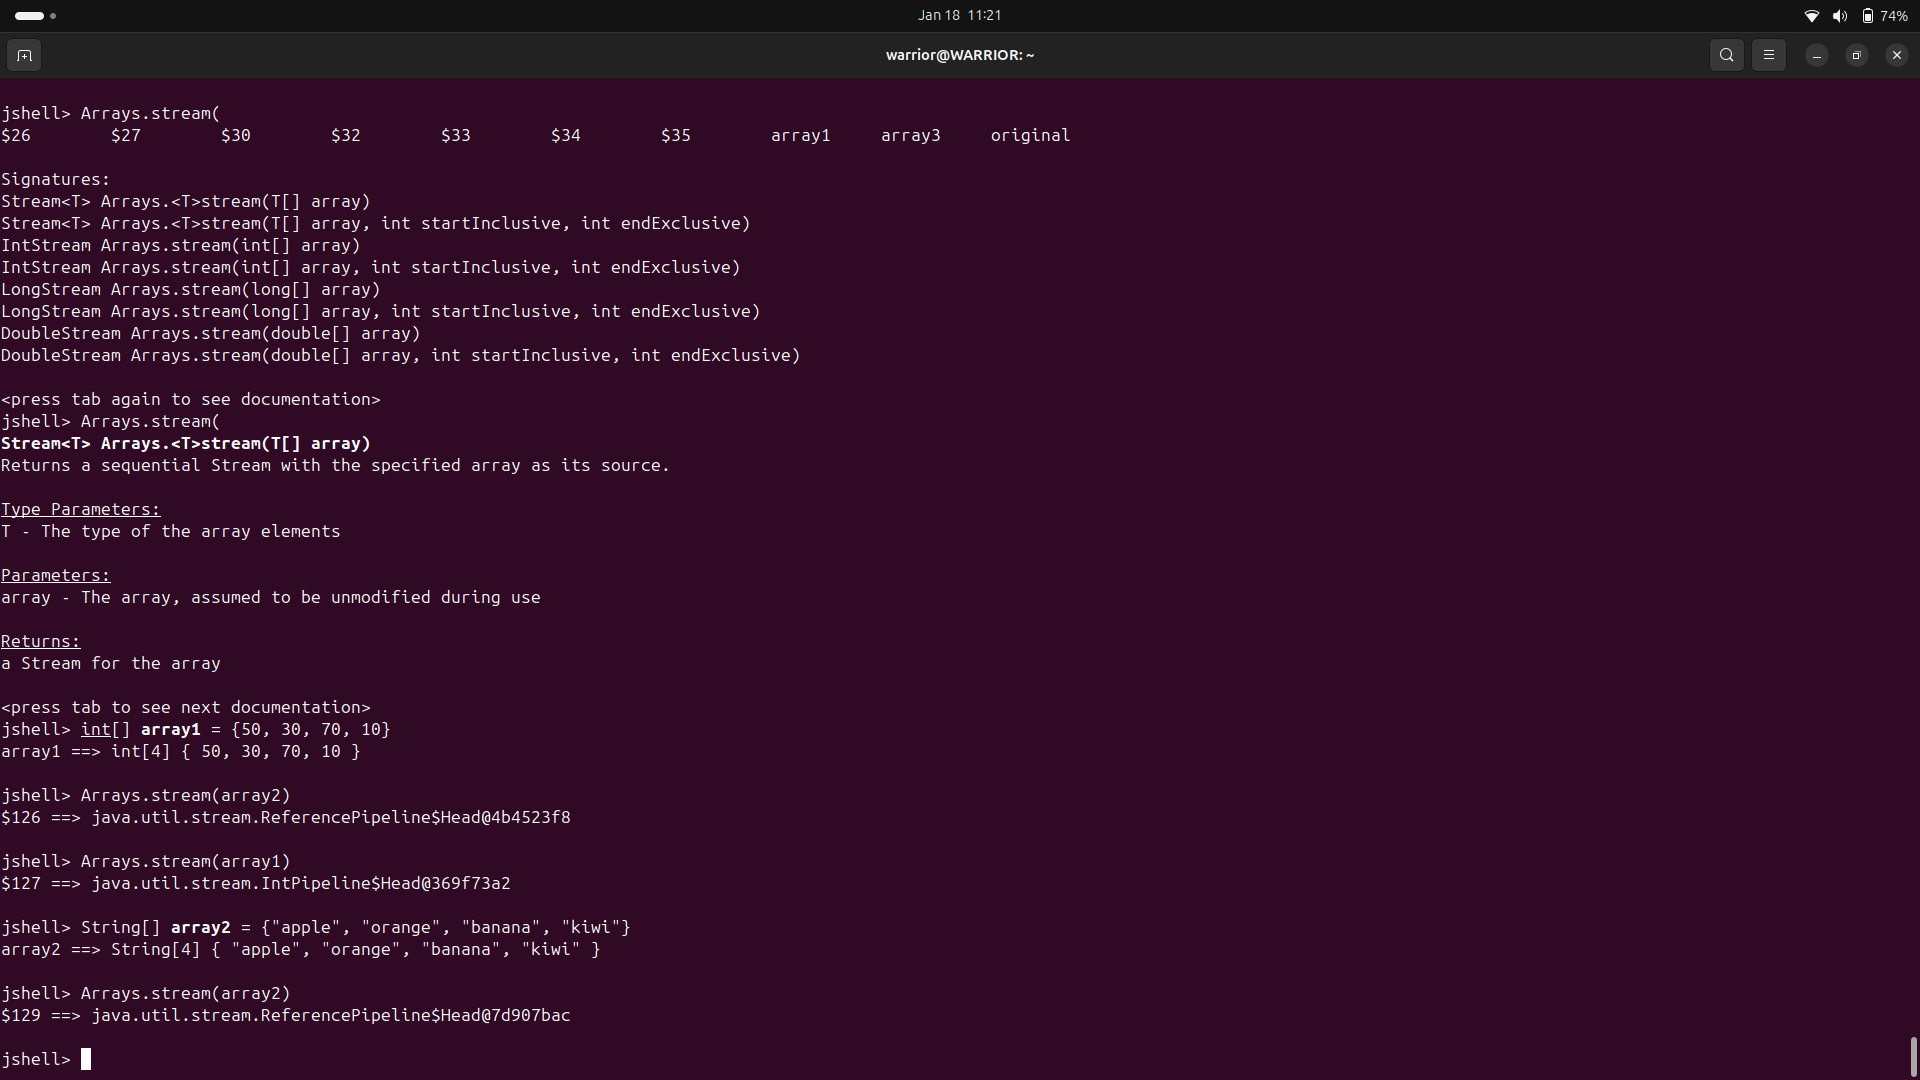 Jan 18 11:21
74%
warrior@WARRIOR: ~
jshell> Arrays.stream(
$26 $27 $30 $32 $33 $34 $35 array1 array3 original
Signatures:
Stream<T> Arrays.<T>stream(T[] array)
Stream<T> Arrays.<T>stream(T[] array, int startInclusive, int endExclusive)
IntStream Arrays.stream(int[] array)
IntStream Arrays.stream(int[] array, int startInclusive, int endExclusive)
LongStream Arrays.stream(long[] array)
LongStream Arrays.stream(long[] array, int startInclusive, int endExclusive)
DoubleStream Arrays.stream(double[] array)
DoubleStream Arrays.stream(double[] array, int startInclusive, int endExclusive)
<press tab again to see documentation>
jshell> Arrays.stream(
Stream<T> Arrays.<T>stream(T[] array)
Returns a sequential Stream with the specified array as its source.
Type Parameters:
T - The type of the array elements
Parameters:
array - The array, assumed to be unmodified during use
Returns:
a Stream for the array
<press tab to see next documentation>
jshell> int[] array1 = {50, 30, 70, 10}
array1 ==> int[4] { 50, 30, 70, 10 }
jshell> Arrays.stream(array2)
$126 ==> java.util.stream.ReferencePipeline$Head@4b4523f8
jshell> Arrays.stream(array1)
$127 ==> java.util.stream.IntPipeline$Head@369f73a2
jshell> String[] array2 = {"apple", "orange", "banana", "kiwi"}
array2 ==> String[4] { "apple", "orange", "banana", "kiwi" }
jshell> Arrays.stream(array2)
$129 ==> java.util.stream.ReferencePipeline$Head@7d907bac
jshell>